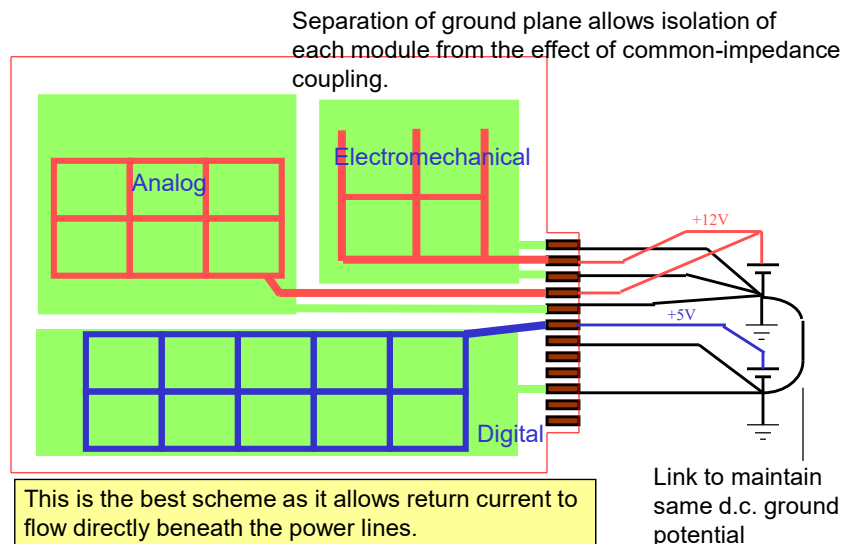 Separation of ground plane allows isolation of
each module from the effect of common-impedance
coupling.
Electromechanical
Analog
+12V
+5V
Digital
Link to maintain
same d.c. ground
potential
This is the best scheme as it allows return current to
flow directly beneath the power lines.